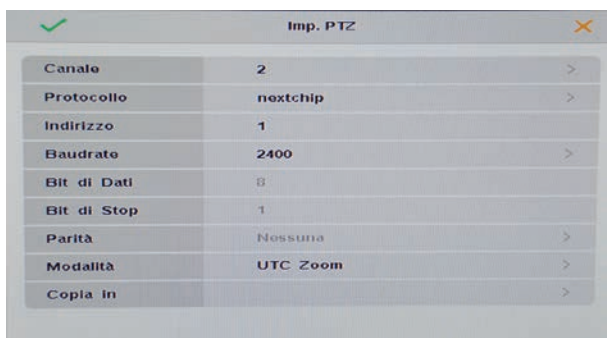 Imp. PTZ
Canale 2
Protocollo nextchip
Indirizzo 1
Baudrate 2400
Bit di Dati 8
Bit di Stop 1
Parità Nessuna
Modalità UTC Zoom
Copia in